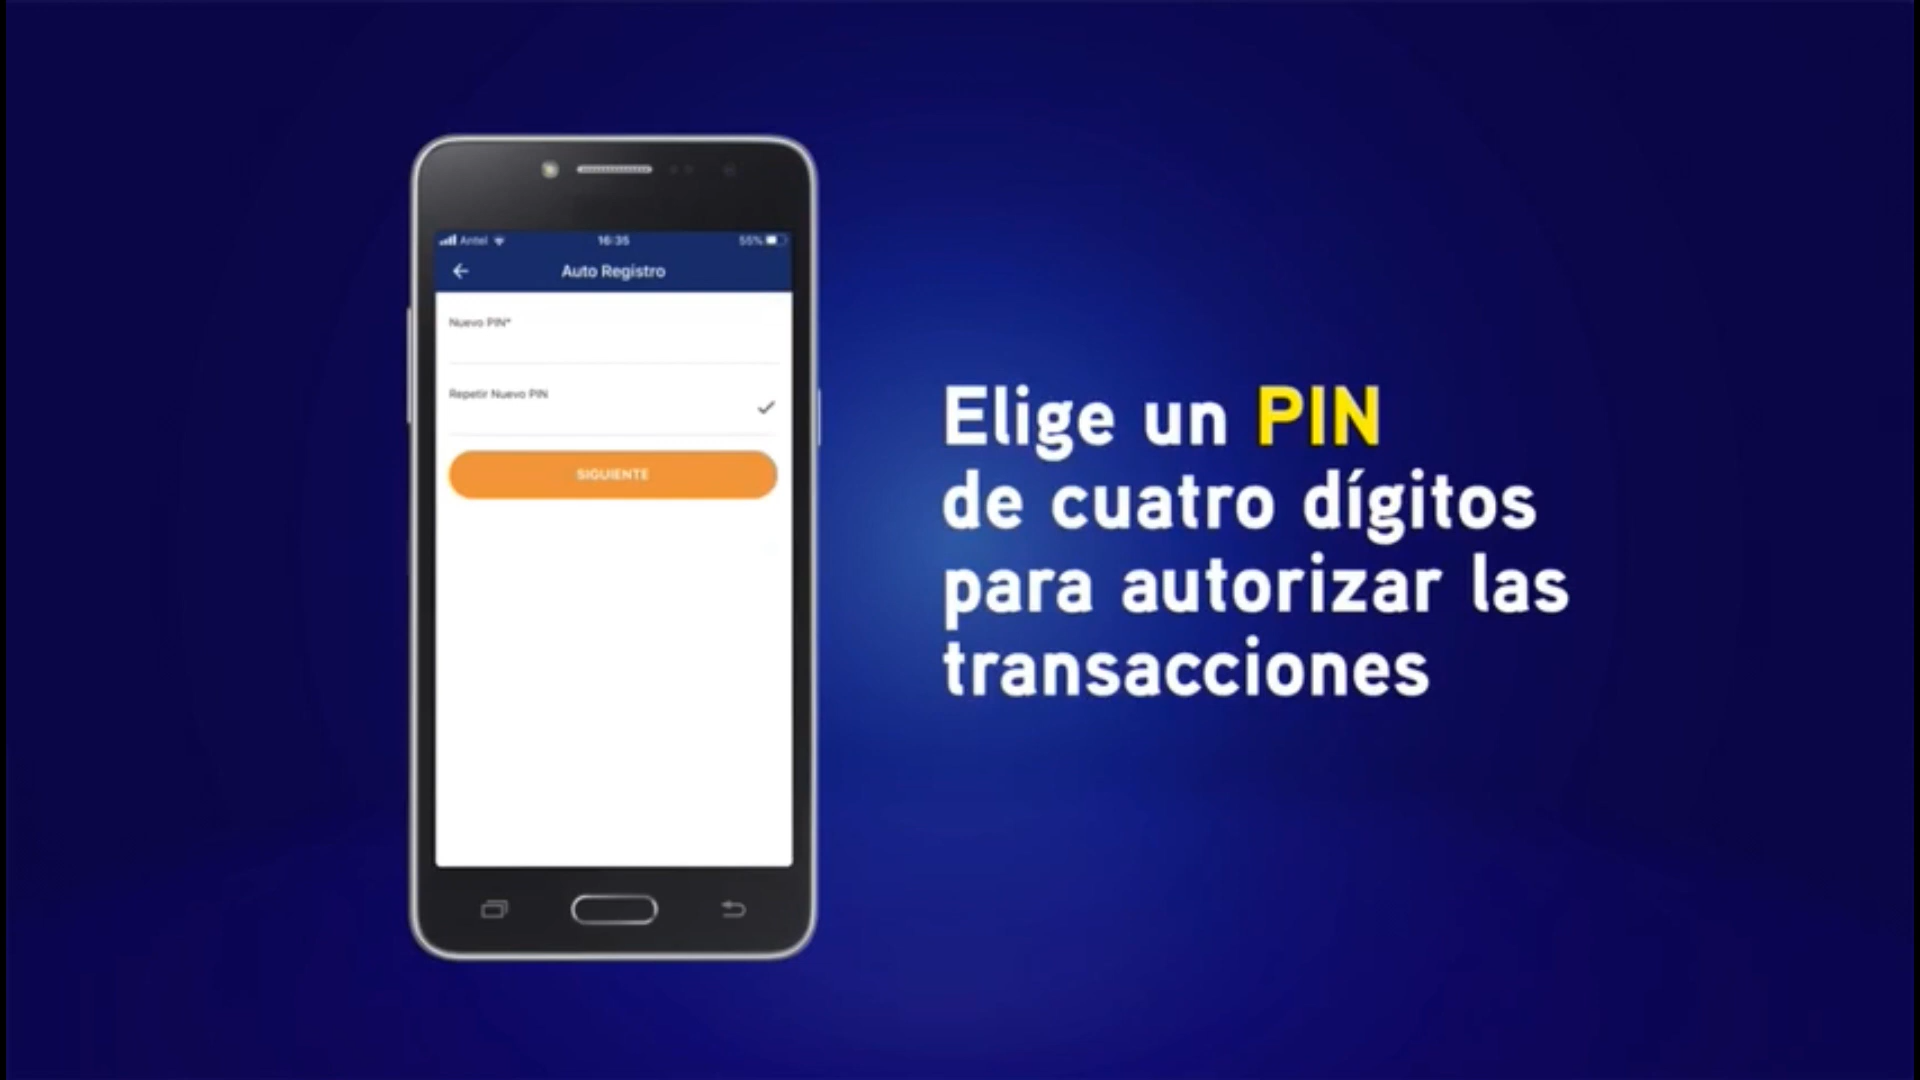 Antel 16:35 55%
Auto Registro
Nuevo PIN*
Repetir Nuevo PIN
SIGUIENTE
Elige un PIN
de cuatro dígitos
para autorizar las
transacciones